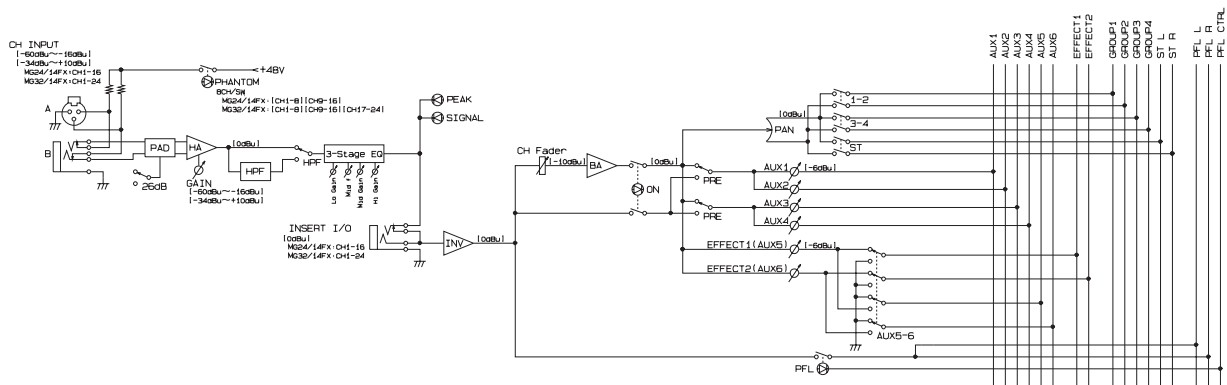 CH INPUT
[-60dBu~-16dBu]
[-34dBu~+10dBu]
MG24/14FX:CH1-16
MG32/14FX:CH1-24
A
B
+48V
PHANTOM
8CH/SW
MG24/14FX:[CH1-8][CH9-16]
MG32/14FX:[CH1-8][CH9-16][CH17-24]
PAD
26dB
HA
GAIN
[-60dBu~-16dBu]
[-34dBu~+10dBu]
[0dBu]
HPF
HPF
3-Stage EQ
Lo Gain
Mid f
Mid Gain
Hi Gain
PEAK
SIGNAL
INSERT I/O
[0dBu]
MG24/14FX:CH1-16
MG32/14FX:CH1-24
INV
[0dBu]
CH Fader
[-10dBu]
BA
ON
[0dBu]
PRE
PRE
PAN
[0dBu]
1-2
3-4
ST
AUX1
[-6dBu]
AUX2
AUX3
AUX4
EFFECT1(AUX5)
[-6dBu]
EFFECT2(AUX6)
AUX5-6
PFL
AUX1
AUX2
AUX3
AUX4
AUX5
AUX6
EFFECT1
EFFECT2
GROUP1
GROUP2
GROUP3
GROUP4
ST L
ST R
PFL L
PFL R
PFL CTRL